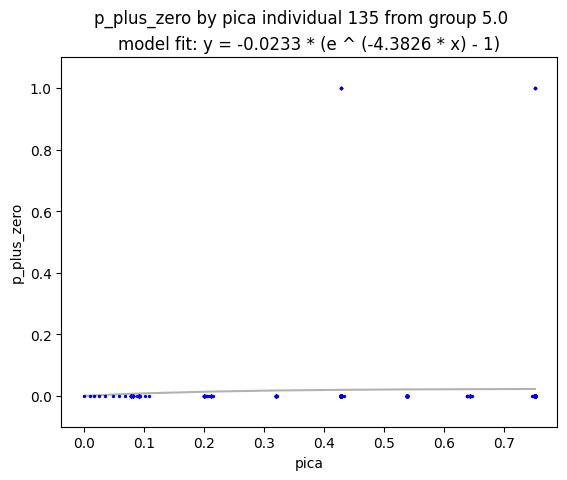 p_plus_zero by pica individual 135 from group 5.0
model fit: y = -0.0233 * (e ^ (-4.3826 * x) - 1)
1.0
0.8
0.6
0.4
0.2
0.0
p_plus_zero
0.0 0.1 0.2 0.3 0.4 0.5 0.6 0.7
pica